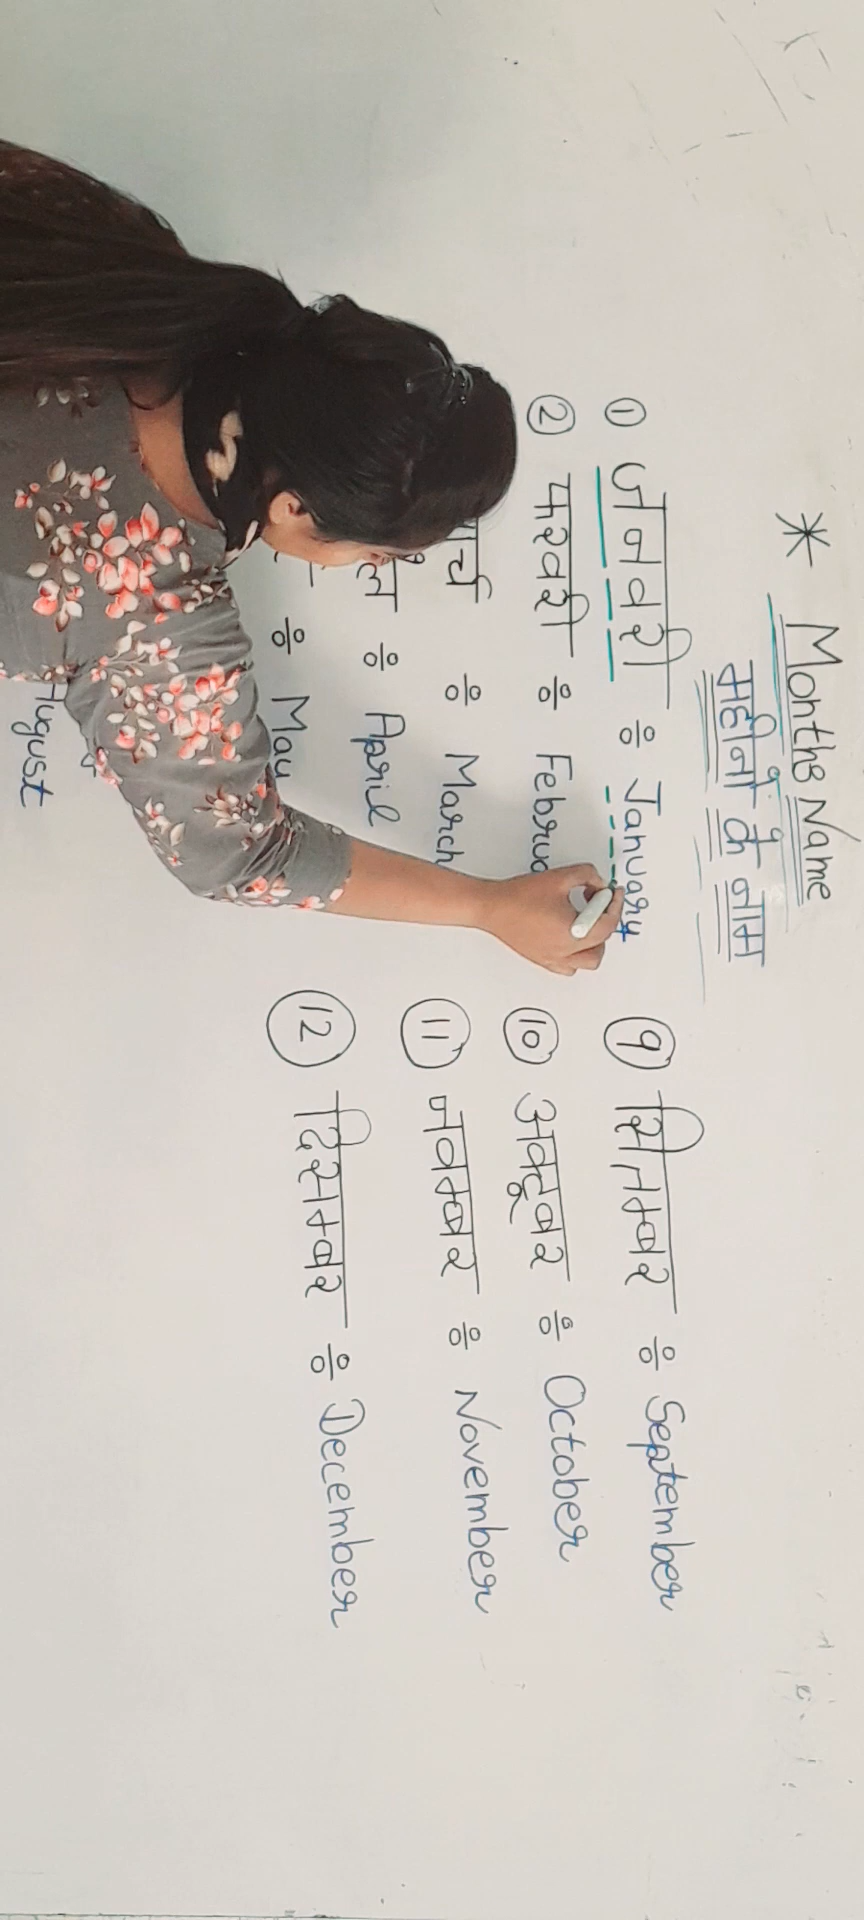 * Months Name
महीनों के नाम
① जनवरी ः January
② फरवरी ः Februa
र्च ः March
ल ः April
ः May
August
⑨ सितम्बर ः September
⑩ अक्टूबर ः October
⑪ नवम्बर ः November
⑫ दिसम्बर ः December